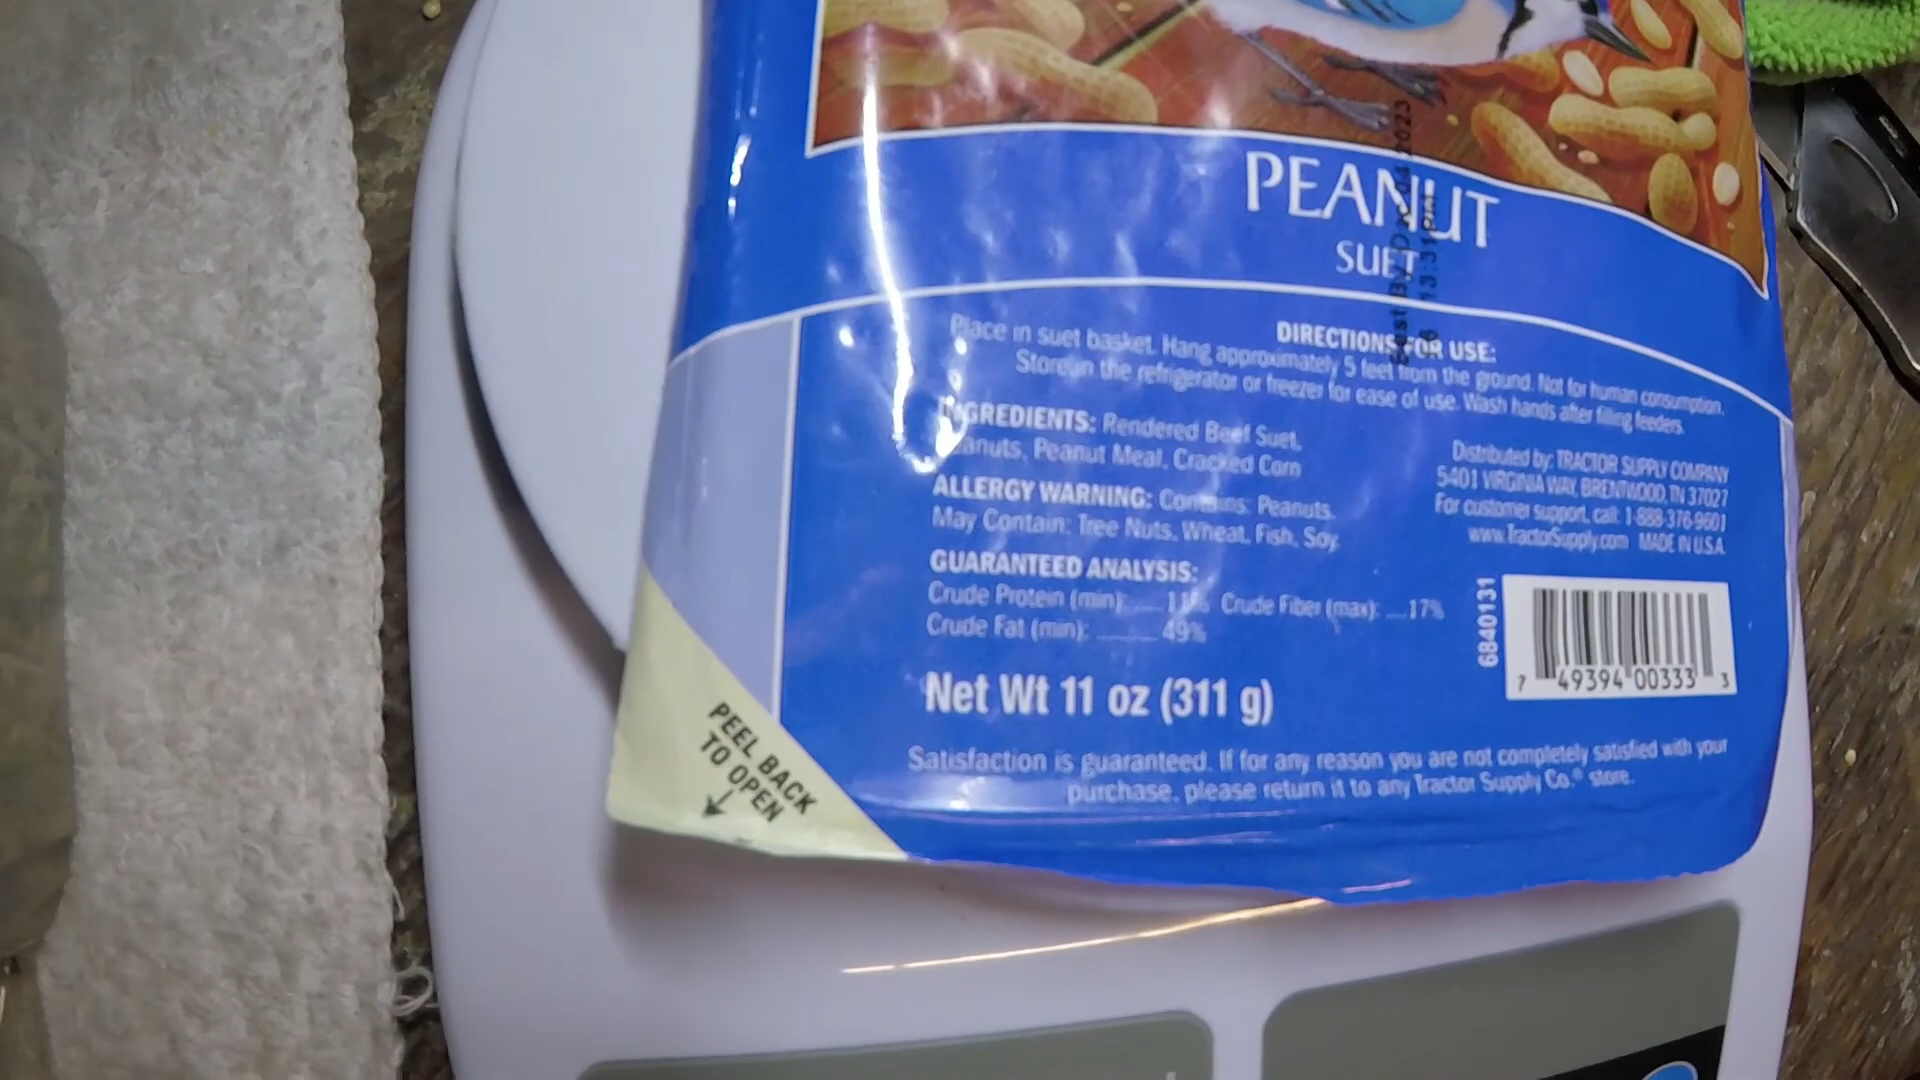 PEANUT
SUET
DIRECTIONS FOR USE:
Place in suet basket. Hang approximately 5 feet from the ground. Not for human consumption.
Store in the refrigerator or freezer for ease of use. Wash hands after filling feeders.
INGREDIENTS: Rendered Beef Suet,
Peanuts, Peanut Meal, Cracked Corn
ALLERGY WARNING: Contains: Peanuts.
May Contain: Tree Nuts, Wheat, Fish, Soy.
GUARANTEED ANALYSIS:
Crude Protein (min): 11% Crude Fiber (max): 17%
Crude Fat (min): 49%
Net Wt 11 oz (311 g)
Distributed by: TRACTOR SUPPLY COMPANY
5401 VIRGINIA WAY, BRENTWOOD, TN 37027
For customer support, call: 1-888-376-9601
www.TractorSupply.com MADE IN U.S.A.
6840131
7 49394 00333 3
Satisfaction is guaranteed. If for any reason you are not completely satisfied with your
purchase, please return it to any Tractor Supply Co.® store.
PEEL BACK
TO OPEN
Best By
2023
13:31